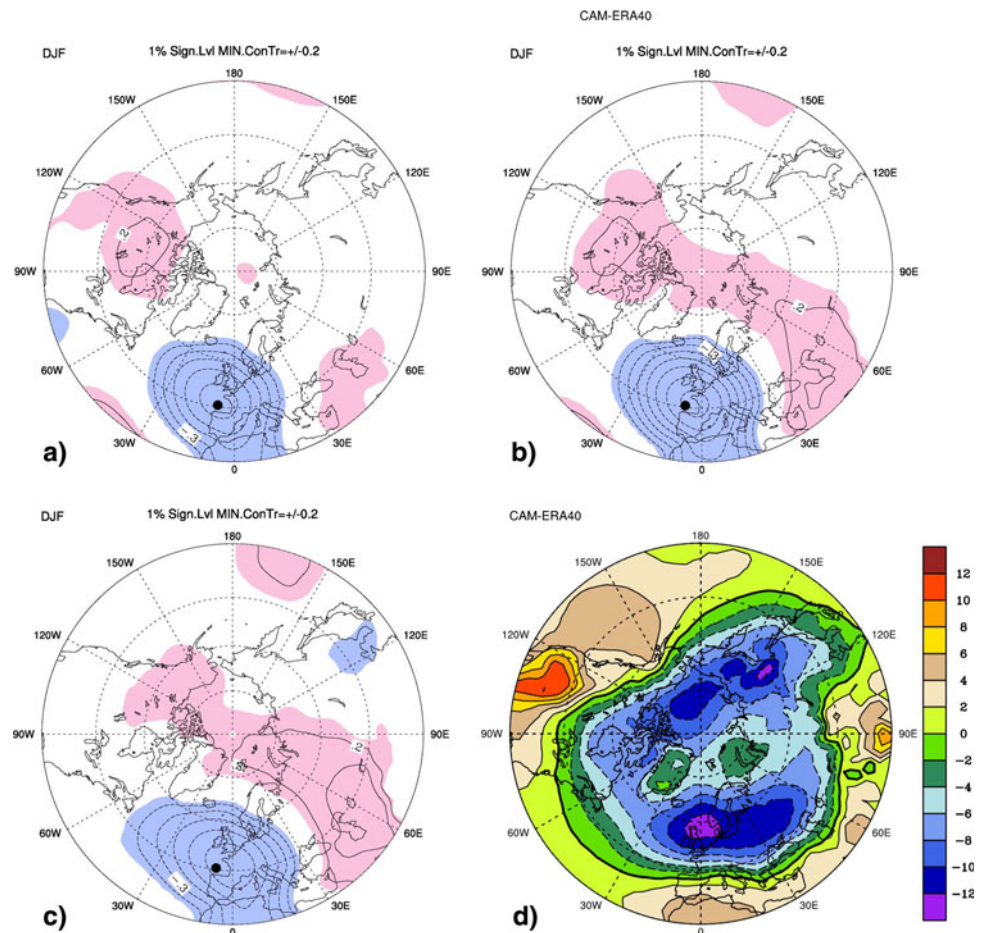 CAM-ERA40
DJF 1% Sign.Lvl MIN.ConTr=+/-0.2
180
150W 150E
120W 120E
90W 90E
60W 60E
30W 30E
0
.2
-.3
a)
DJF 1% Sign.Lvl MIN.ConTr=+/-0.2
180
150W 150E
120W 120E
90W 90E
60W 60E
30W 30E
0
.2
-.3
b)
DJF 1% Sign.Lvl MIN.ConTr=+/-0.2
180
150W 150E
120W 120E
90W 90E
60W 60E
30W 30E
0
.2
-.3
c)
CAM-ERA40
180
150W 150E
120W 120E
90W 90E
60W 60E
30W 30E
0
d)
12
10
8
6
4
2
0
-2
-4
-6
-8
-10
-12